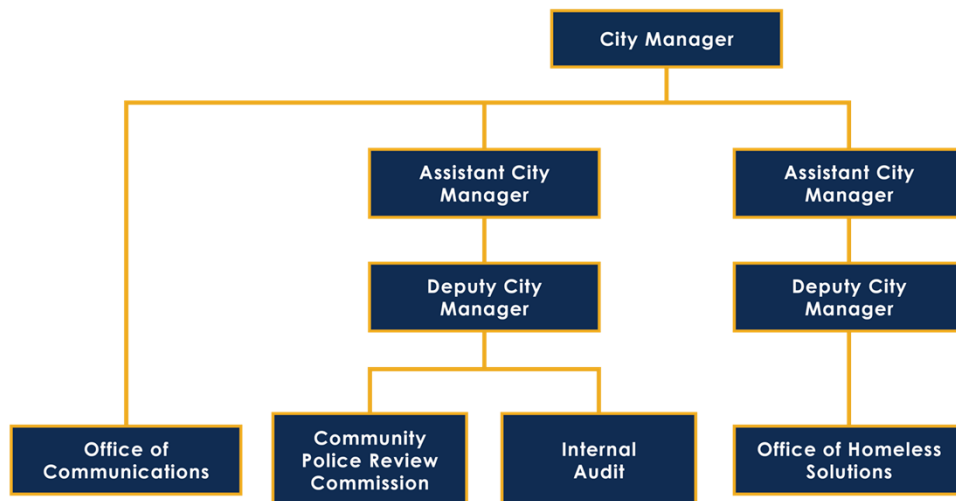 City Manager
Assistant City
Manager
Assistant City
Manager
Deputy City
Manager
Deputy City
Manager
Office of
Communications
Community
Police Review
Commission
Internal
Audit
Office of Homeless
Solutions